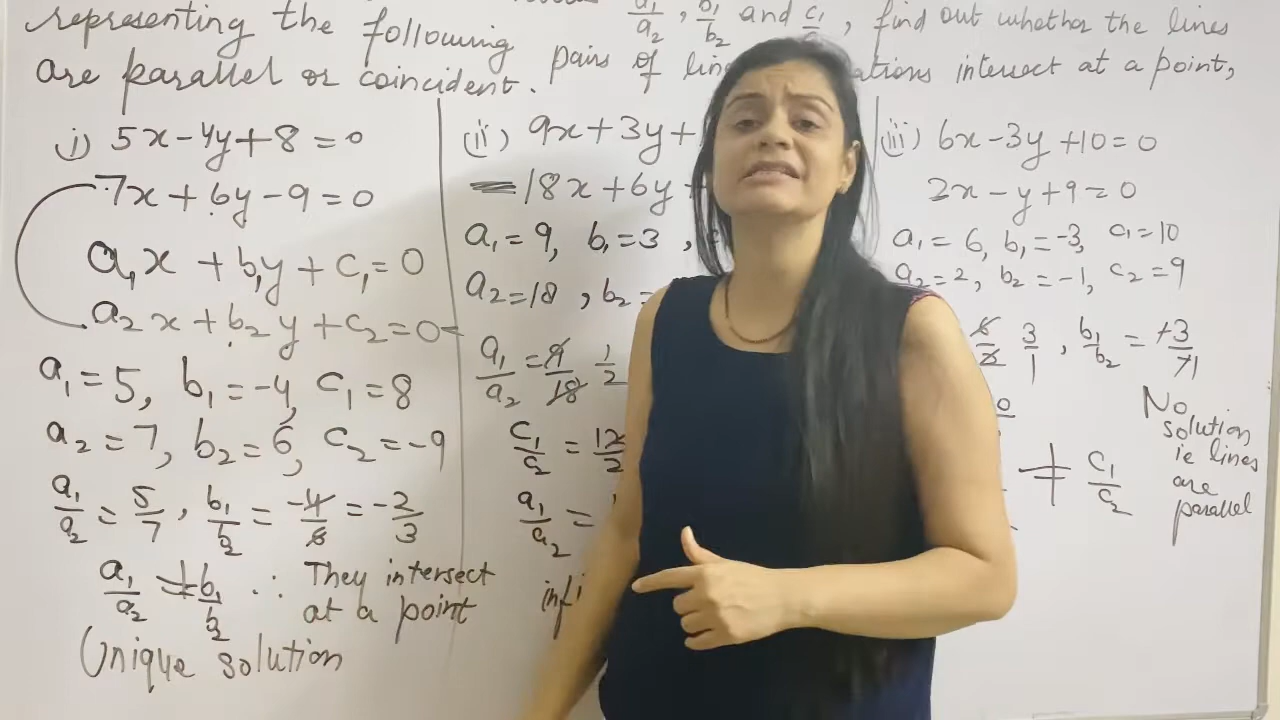 representing the following pairs of a₁/a₂, b₁/b₂ and c₁/ , find out whether the lines
are parallel or coincident. intersect at a point,
i) 5x-4y+8=0
7x+6y-9=0
a₁x+b₁y+c₁=0
a₂x+b₂y+c₂=0
a₁=5, b₁=-4, c₁=8
a₂=7, b₂=6, c₂=-9
a₁/a₂=5/7, b₁/b₂=-4/6=-2/3
a₁/a₂≠b₁/b₂ ∴ They intersect
at a point
Unique solution
(ii) 9x+3y+
18x+6y+
a₁=9, b₁=3,
a₂=18, b₂=
a₁/a₂=9/18 1/2
c₁/c₂=12/2
a₁/a₂=
(iii) 6x-3y+10=0
2x-y+9=0
a₁=6, b₁=-3, c₁=10
a₂=2, b₂=-1, c₂=9
6/2 3/1, b₁/b₂=+3/+1
≠ c₁/c₂
No
solution
ie lines
are
parallel